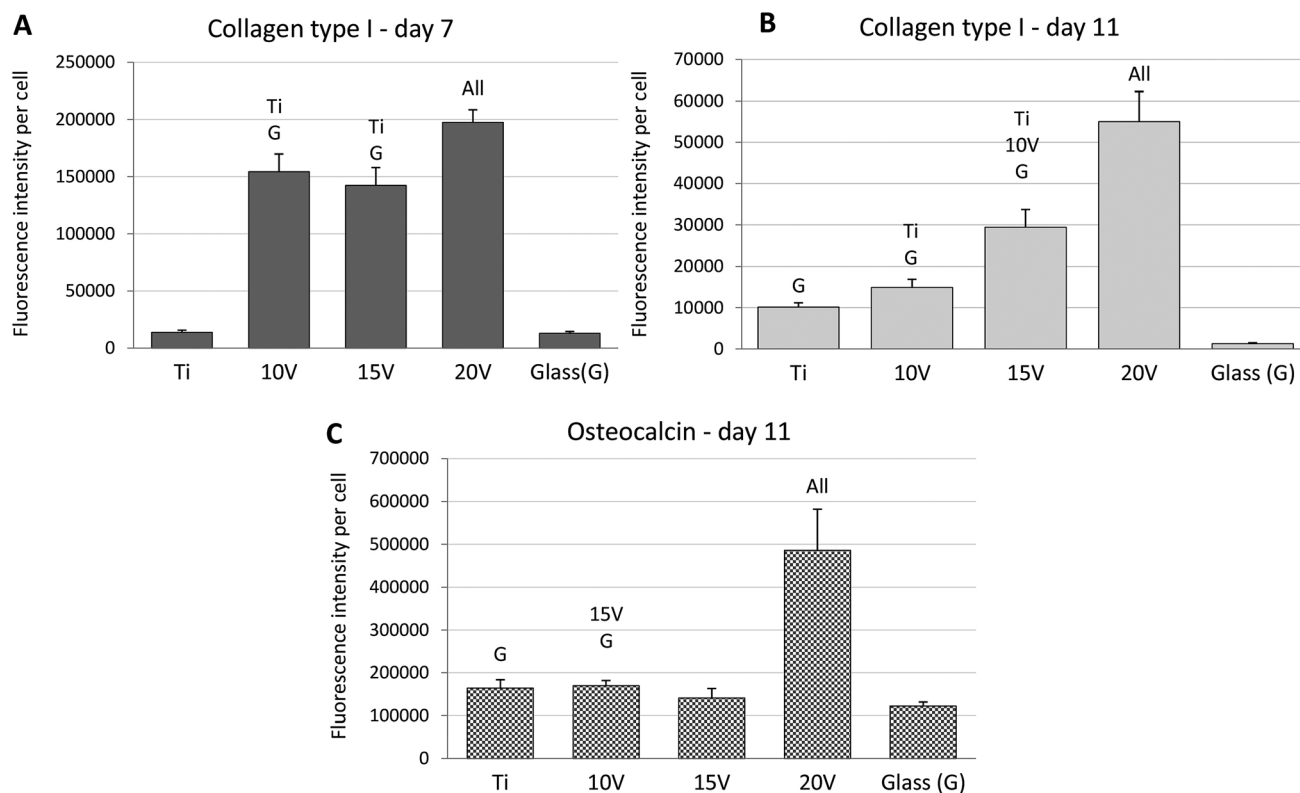 A
Collagen type I - day 7
Fluorescence intensity per cell
250000
200000
150000
100000
50000
0
Ti
G
Ti
G
All
Ti 10V 15V 20V Glass(G)
B
Collagen type I - day 11
Fluorescence intensity per cell
70000
60000
50000
40000
30000
20000
10000
0
G
Ti
G
Ti
10V
G
All
Ti 10V 15V 20V Glass (G)
C
Osteocalcin - day 11
Fluorescence intensity per cell
700000
600000
500000
400000
300000
200000
100000
0
G
15V
G
All
Ti 10V 15V 20V Glass (G)